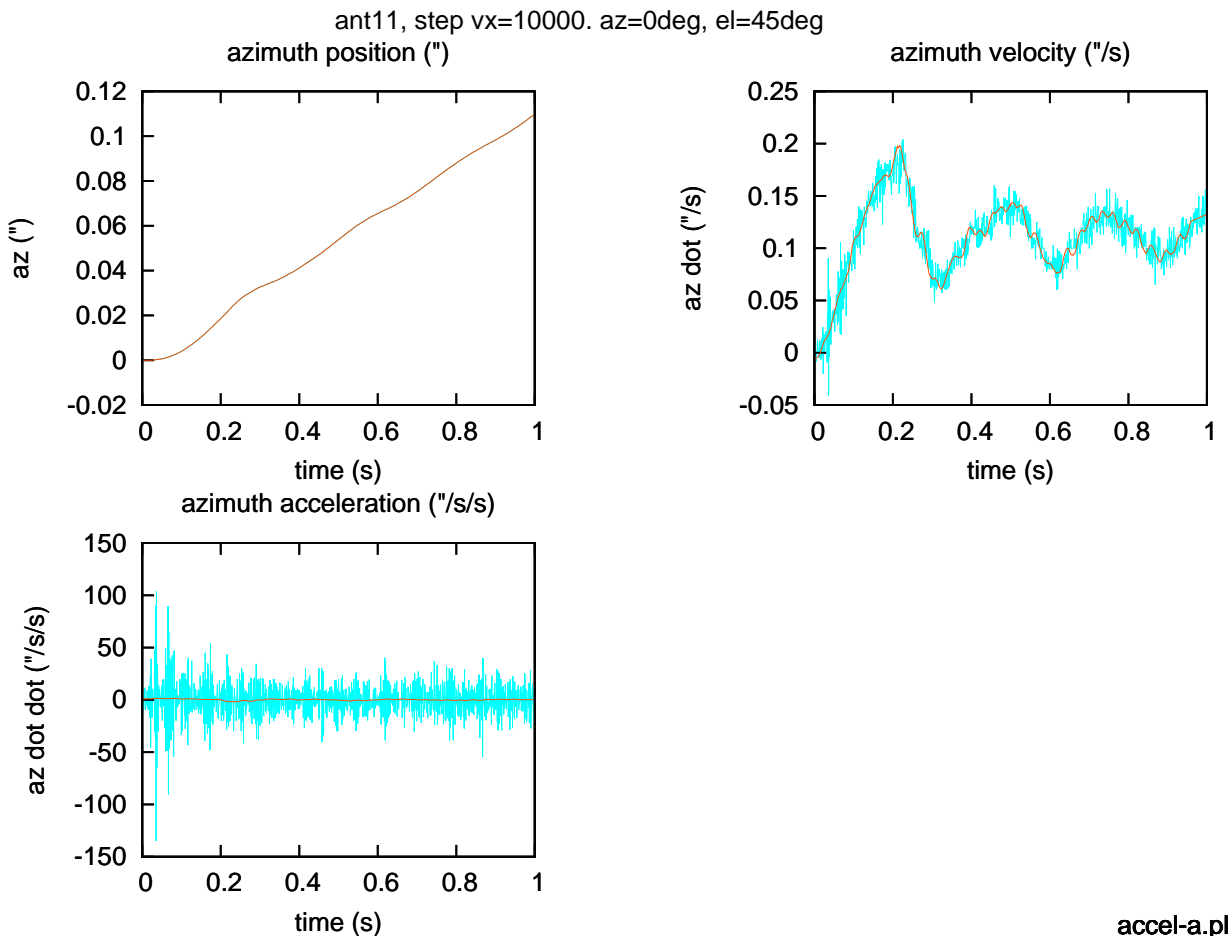 ant11, step vx=10000. az=0deg, el=45deg
azimuth position (")
0.12
0.1
0.08
0.06
0.04
0.02
0
-0.02
az (")
0 0.2 0.4 0.6 0.8 1
time (s)
azimuth velocity ("/s)
0.25
0.2
0.15
0.1
0.05
0
-0.05
az dot ("/s)
0 0.2 0.4 0.6 0.8 1
time (s)
azimuth acceleration ("/s/s)
150
100
50
0
-50
-100
-150
az dot dot ("/s/s)
0 0.2 0.4 0.6 0.8 1
time (s)
accel-a.pl